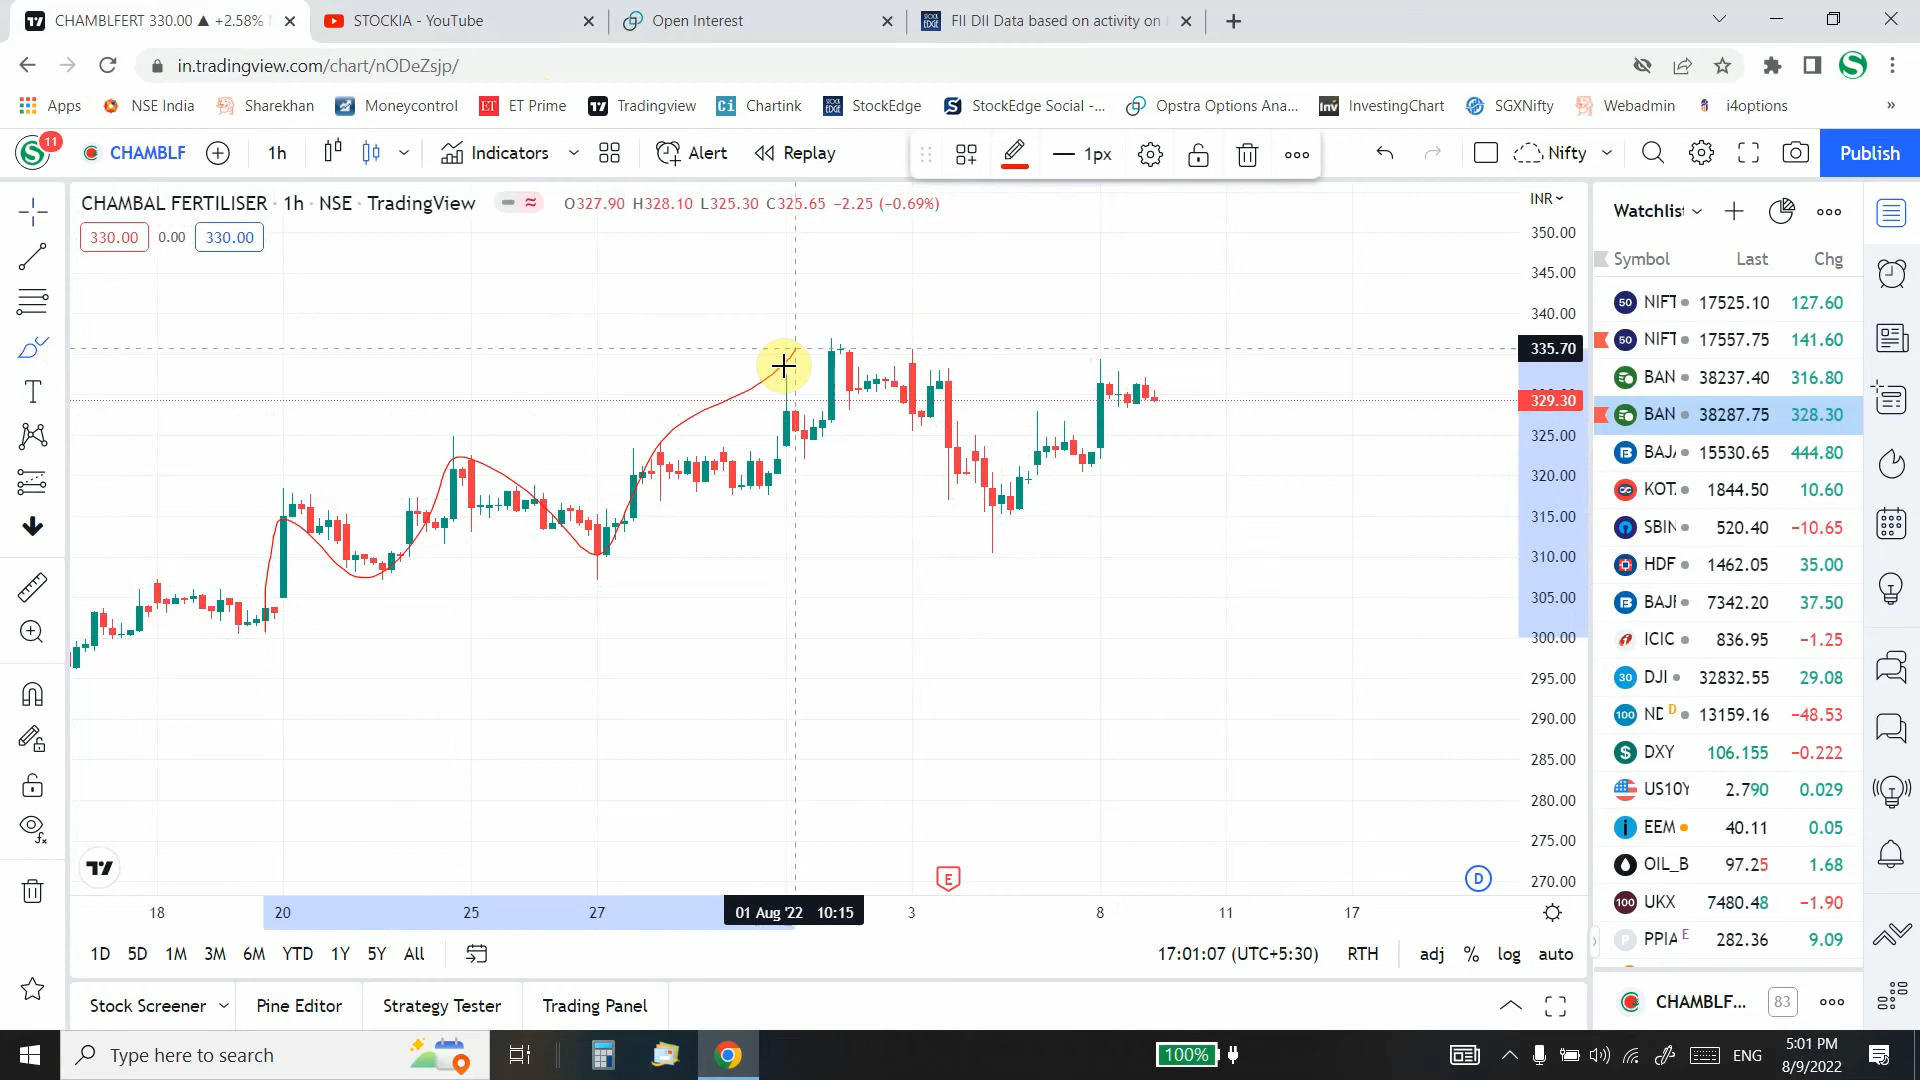 CHAMBLFERT 330.00 ▲ +2.58%
STOCKIA - YouTube
Open Interest
FII DII Data based on activity on
in.tradingview.com/chart/nODeZsjp/
Apps
NSE India
Sharekhan
Moneycontrol
ET Prime
Tradingview
Chartink
StockEdge
StockEdge Social -...
Opstra Options Ana...
InvestingChart
SGXNifty
Webadmin
i4options
»
11
CHAMBLF
1h
Indicators
Alert
Replay
1px
Nifty
Publish
CHAMBAL FERTILISER · 1h · NSE · TradingView
O327.90 H328.10 L325.30 C325.65 −2.25 (−0.69%)
330.00
0.00
330.00
INR
350.00
345.00
340.00
335.70
329.30
325.00
320.00
315.00
310.00
305.00
300.00
295.00
290.00
285.00
280.00
275.00
270.00
E
D
18
20
25
27
01 Aug '22 10:15
3
8
11
17
1D
5D
1M
3M
6M
YTD
1Y
5Y
All
17:01:07 (UTC+5:30)
RTH
adj
%
log
auto
Stock Screener
Pine Editor
Strategy Tester
Trading Panel
Watchlist
Symbol Last Chg
50 NIFT 17525.10 127.60
50 NIFT 17557.75 141.60
BAN 38237.40 316.80
BAN 38287.75 328.30
BAJ 15530.65 444.80
KOT 1844.50 10.60
SBIN 520.40 −10.65
HDF 1462.05 35.00
BAJF 7342.20 37.50
ICIC 836.95 −1.25
30 DJI 32832.55 29.08
100 ND D 13159.16 −48.53
DXY 106.155 −0.222
US10Y 2.790 0.029
EEM 40.11 0.05
OIL_B 97.25 1.68
100 UKX 7480.48 −1.90
P PPIA E 282.36 9.09
CHAMBLF...
83
Type here to search
100%
ENG
5:01 PM
8/9/2022